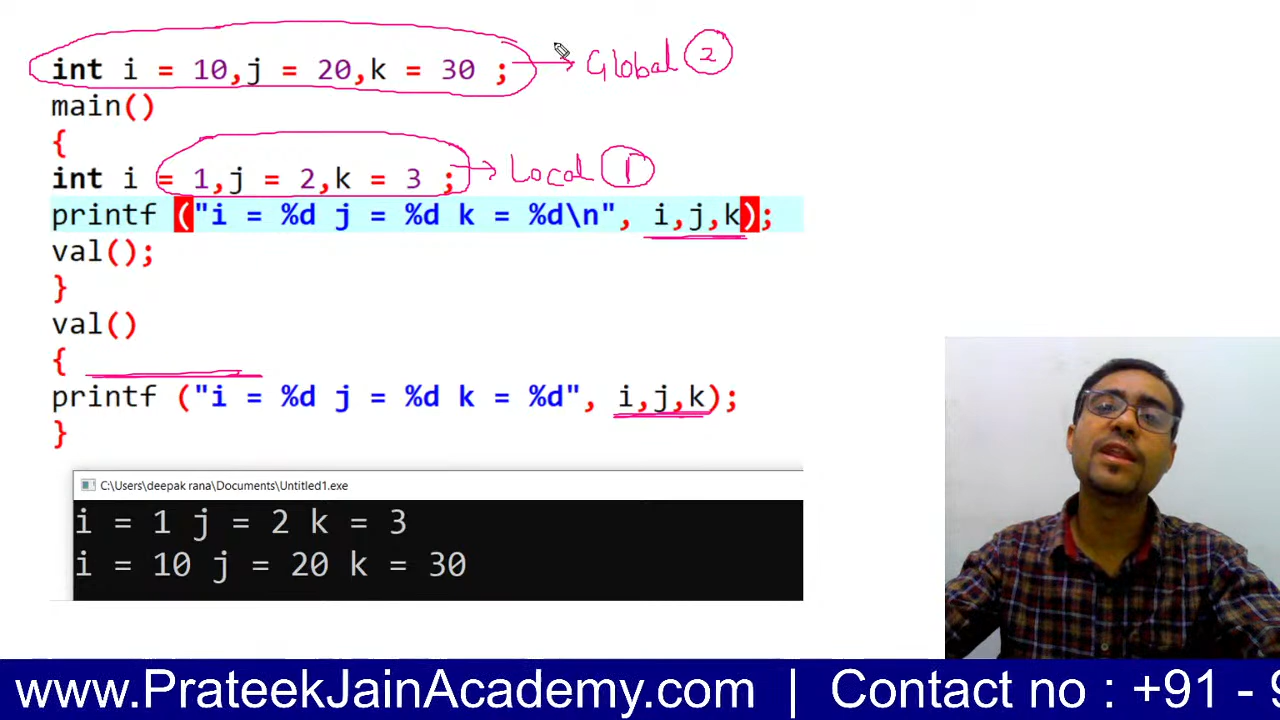 int i = 10,j = 20,k = 30 ; Global 2
main()
{
int i = 1,j = 2,k = 3 ; Local 1
printf ("i = %d j = %d k = %d\n", i,j,k);
val();
}
val()
{
printf ("i = %d j = %d k = %d", i,j,k);
}
C:\Users\deepak rana\Documents\Untitled1.exe
i = 1 j = 2 k = 3
i = 10 j = 20 k = 30
www.PrateekJainAcademy.com | Contact no : +91 - 9